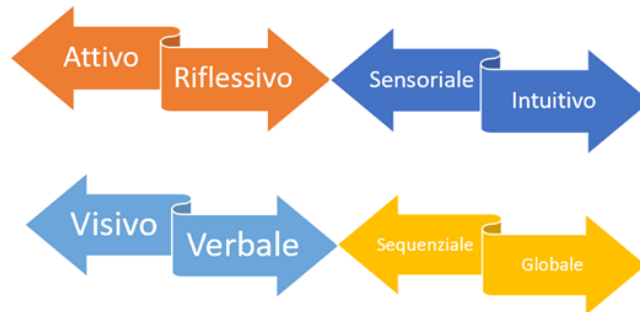 Attivo
Riflessivo
Sensoriale
Intuitivo
Visivo
Verbale
Sequenziale
Globale